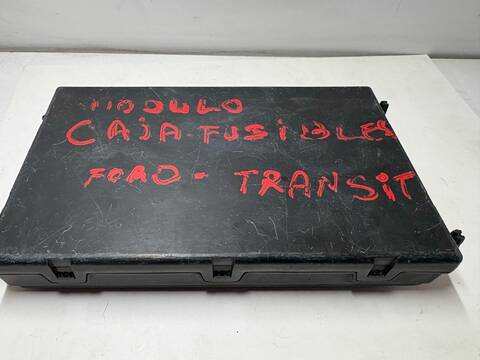 MODULO
CAJA-FUSIBLES
FORD - TRANSIT